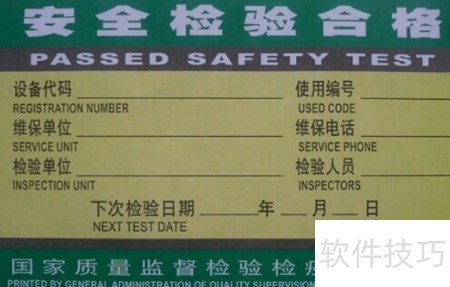 安全检验合格
PASSED SAFETY TEST
设备代码 使用编号
REGISTRATION NUMBER USED CODE
维保单位 维保电话
SERVICE UNIT SERVICE PHONE
检验单位 检验人员
INSPECTION UNIT INSPECTORS
下次检验日期 年 月 日
NEXT TEST DATE
国家质量监督检验检疫
PRINTED BY GENERAL ADMINISTRATION OF QUALITY SUPERVISION
软件技巧